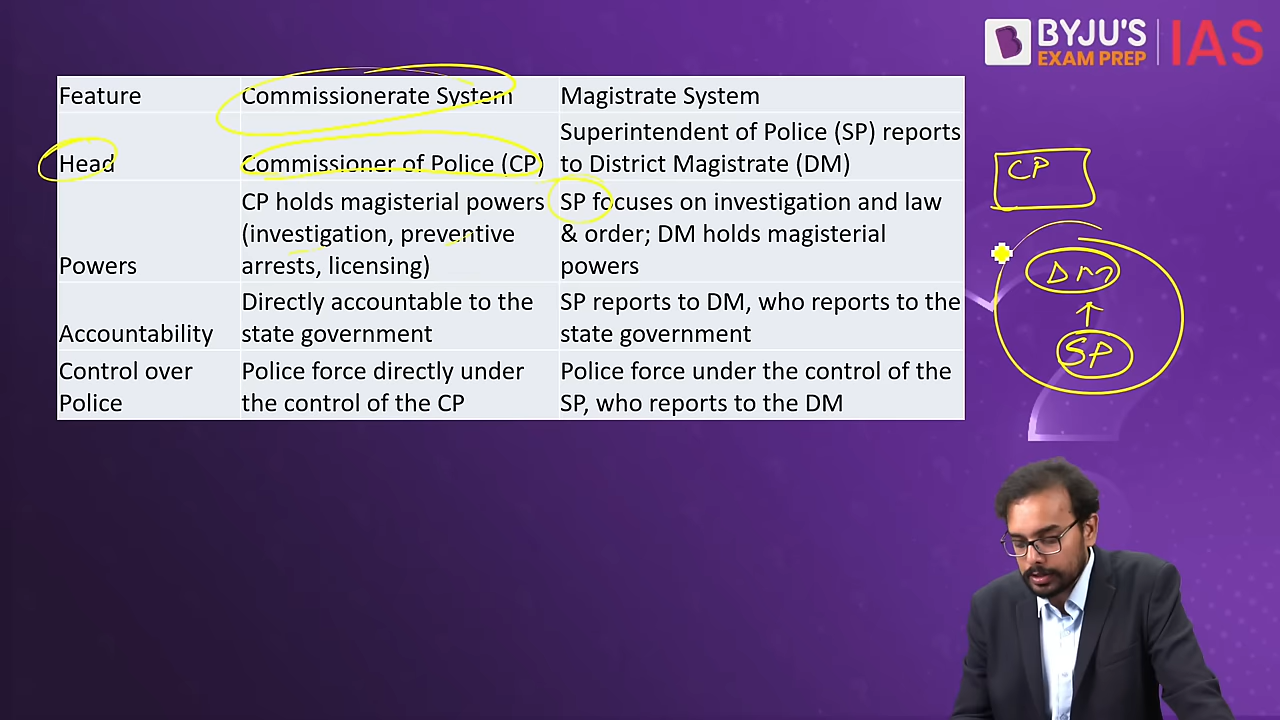 BYJU'S
EXAM PREP
IAS
Feature
Commissionerate System
Magistrate System
Head
Commissioner of Police (CP)
Superintendent of Police (SP) reports
to District Magistrate (DM)
Powers
CP holds magisterial powers
(investigation, preventive
arrests, licensing)
SP focuses on investigation and law
& order; DM holds magisterial
powers
Accountability
Directly accountable to the
state government
SP reports to DM, who reports to the
state government
Control over
Police
Police force directly under
the control of the CP
Police force under the control of the
SP, who reports to the DM
CP
DM
SP